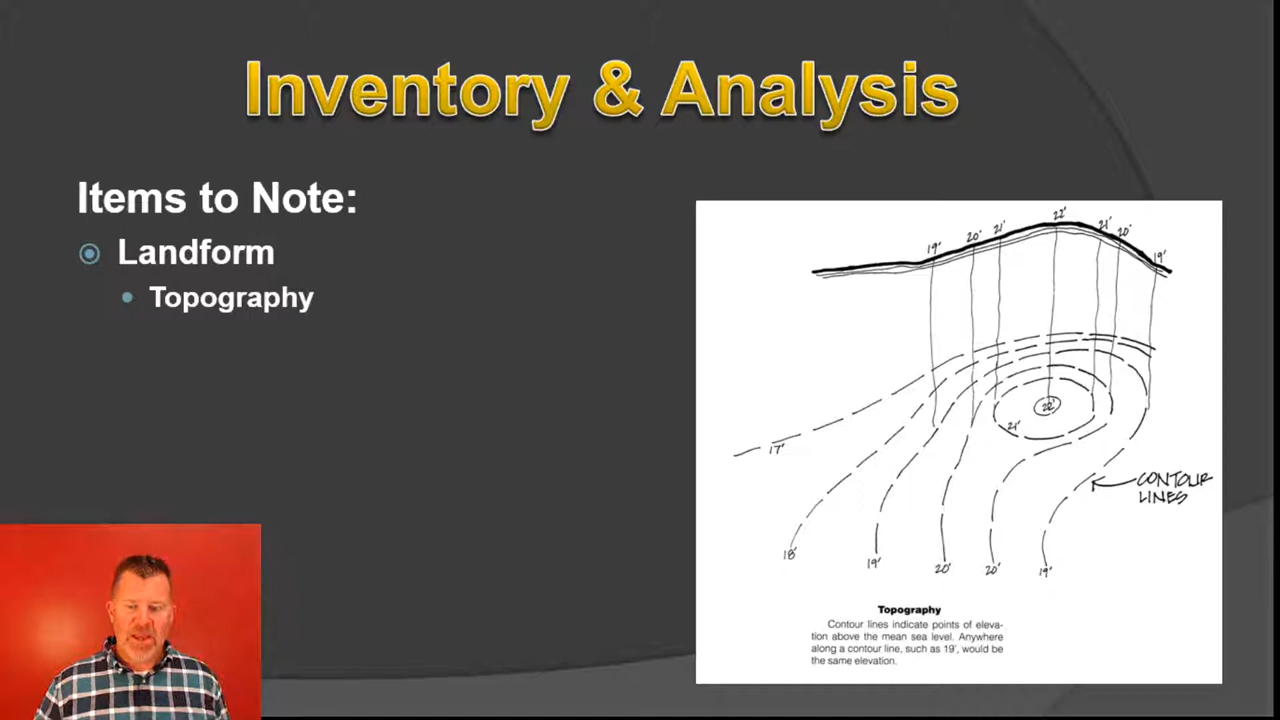 Inventory & Analysis
Items to Note:
Landform
Topography
22'
21'
21'
20'
20'
19'
19'
22'
21'
17'
CONTOUR
LINES
18'
19'
20'
20'
19'
Topography
Contour lines indicate points of eleva-
tion above the mean sea level. Anywhere
along a contour line, such as 19', would be
the same elevation.